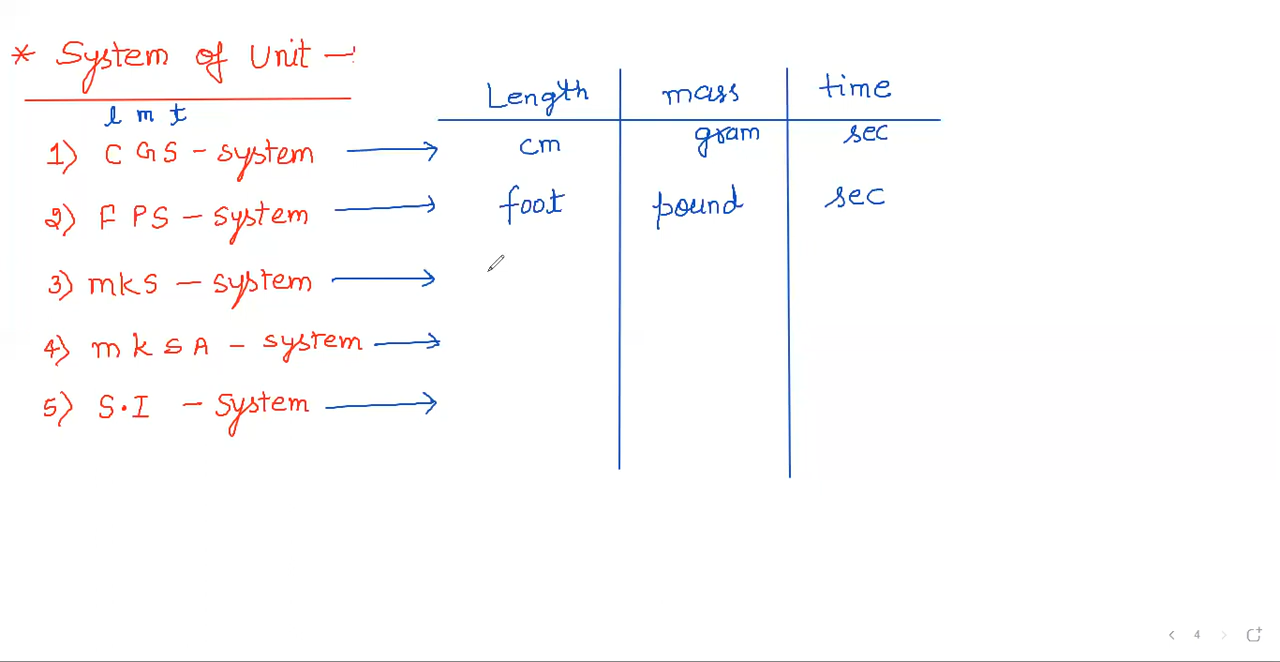 * System of Unit -
Length mass time
l m t
1) C G S - system → cm gram sec
2) F P S - system → foot pound sec
3) mks - system →
4) m k s A - system →
5) S.I - System →
< 4 >